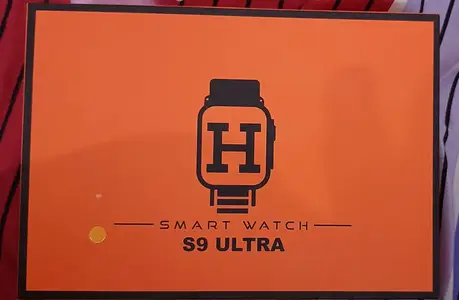 H
SMART WATCH
S9 ULTRA